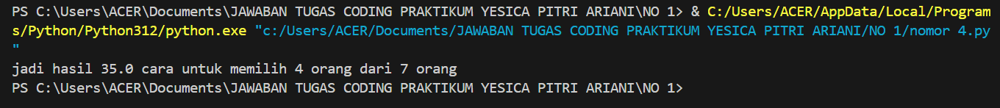 PS C:\Users\ACER\Documents\JAWABAN TUGAS CODING PRAKTIKUM YESICA PITRI ARIANI\NO 1> & C:/Users/ACER/AppData/Local/Program
s/Python/Python312/python.exe "c:/Users/ACER/Documents/JAWABAN TUGAS CODING PRAKTIKUM YESICA PITRI ARIANI/NO 1/nomor 4.py
"
jadi hasil 35.0 cara untuk memilih 4 orang dari 7 orang
PS C:\Users\ACER\Documents\JAWABAN TUGAS CODING PRAKTIKUM YESICA PITRI ARIANI\NO 1>